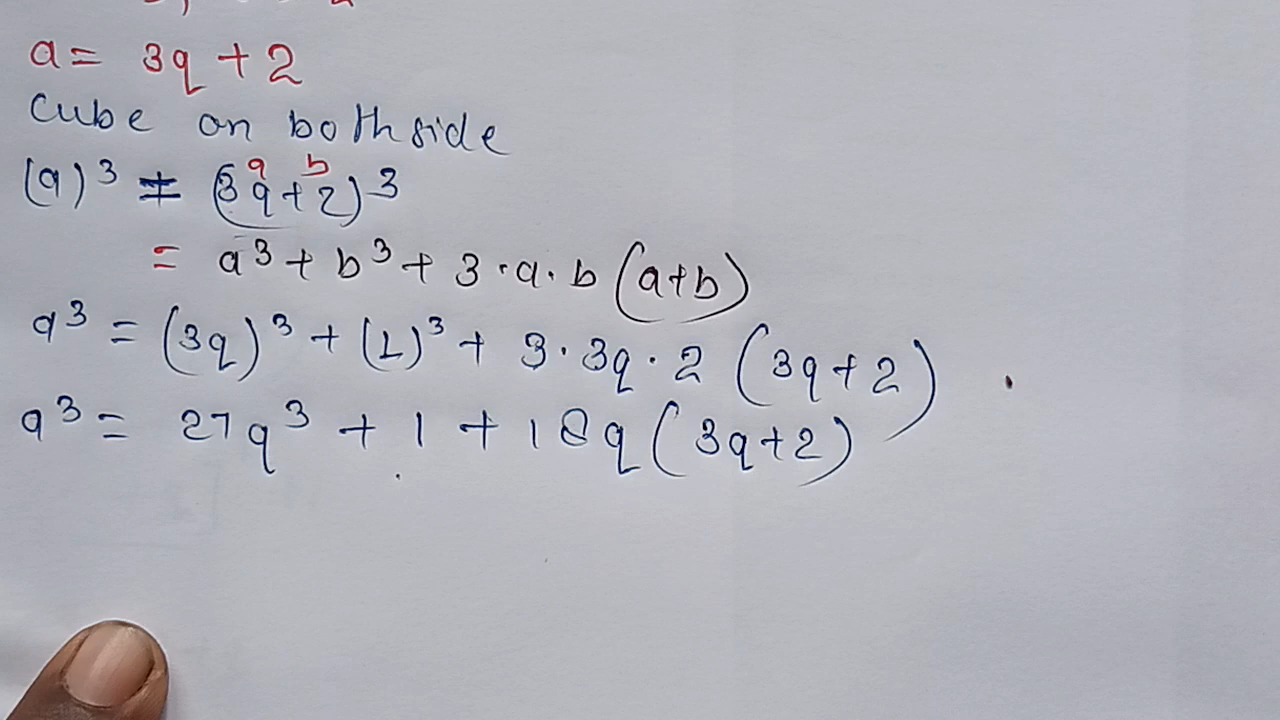 a = 3q + 2
Cube on both side
(a)³ = (3q+2)³
a b
= a³ + b³ + 3·a·b (a+b)
a³ = (3q)³ + (1)³ + 3·3q·2 (3q+2)
a³ = 27q³ + 1 + 18q (3q+2)